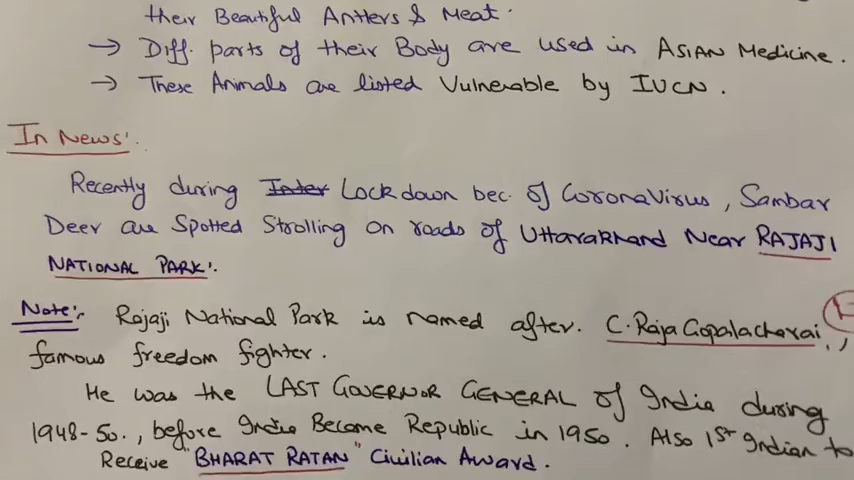 their Beautiful Antlers & Meat.
→ Diff. parts of their Body are used in ASIAN Medicine.
→ These Animals are listed Vulnerable by IUCN.
In News:
Recently during Inter Lockdown bec. of CoronaVirus, Sambar
Deer are Spotted Strolling on roads of Uttarakhand Near RAJAJI
NATIONAL PARK:
Note: Rajaji National Park is named after. C. Raja Gopalacharai,
famous freedom fighter.
He was the LAST GOVERNOR GENERAL of India during
1948-50., before India Become Republic in 1950. Also 1st Indian to
Receive "BHARAT RATAN" Civilian Award.